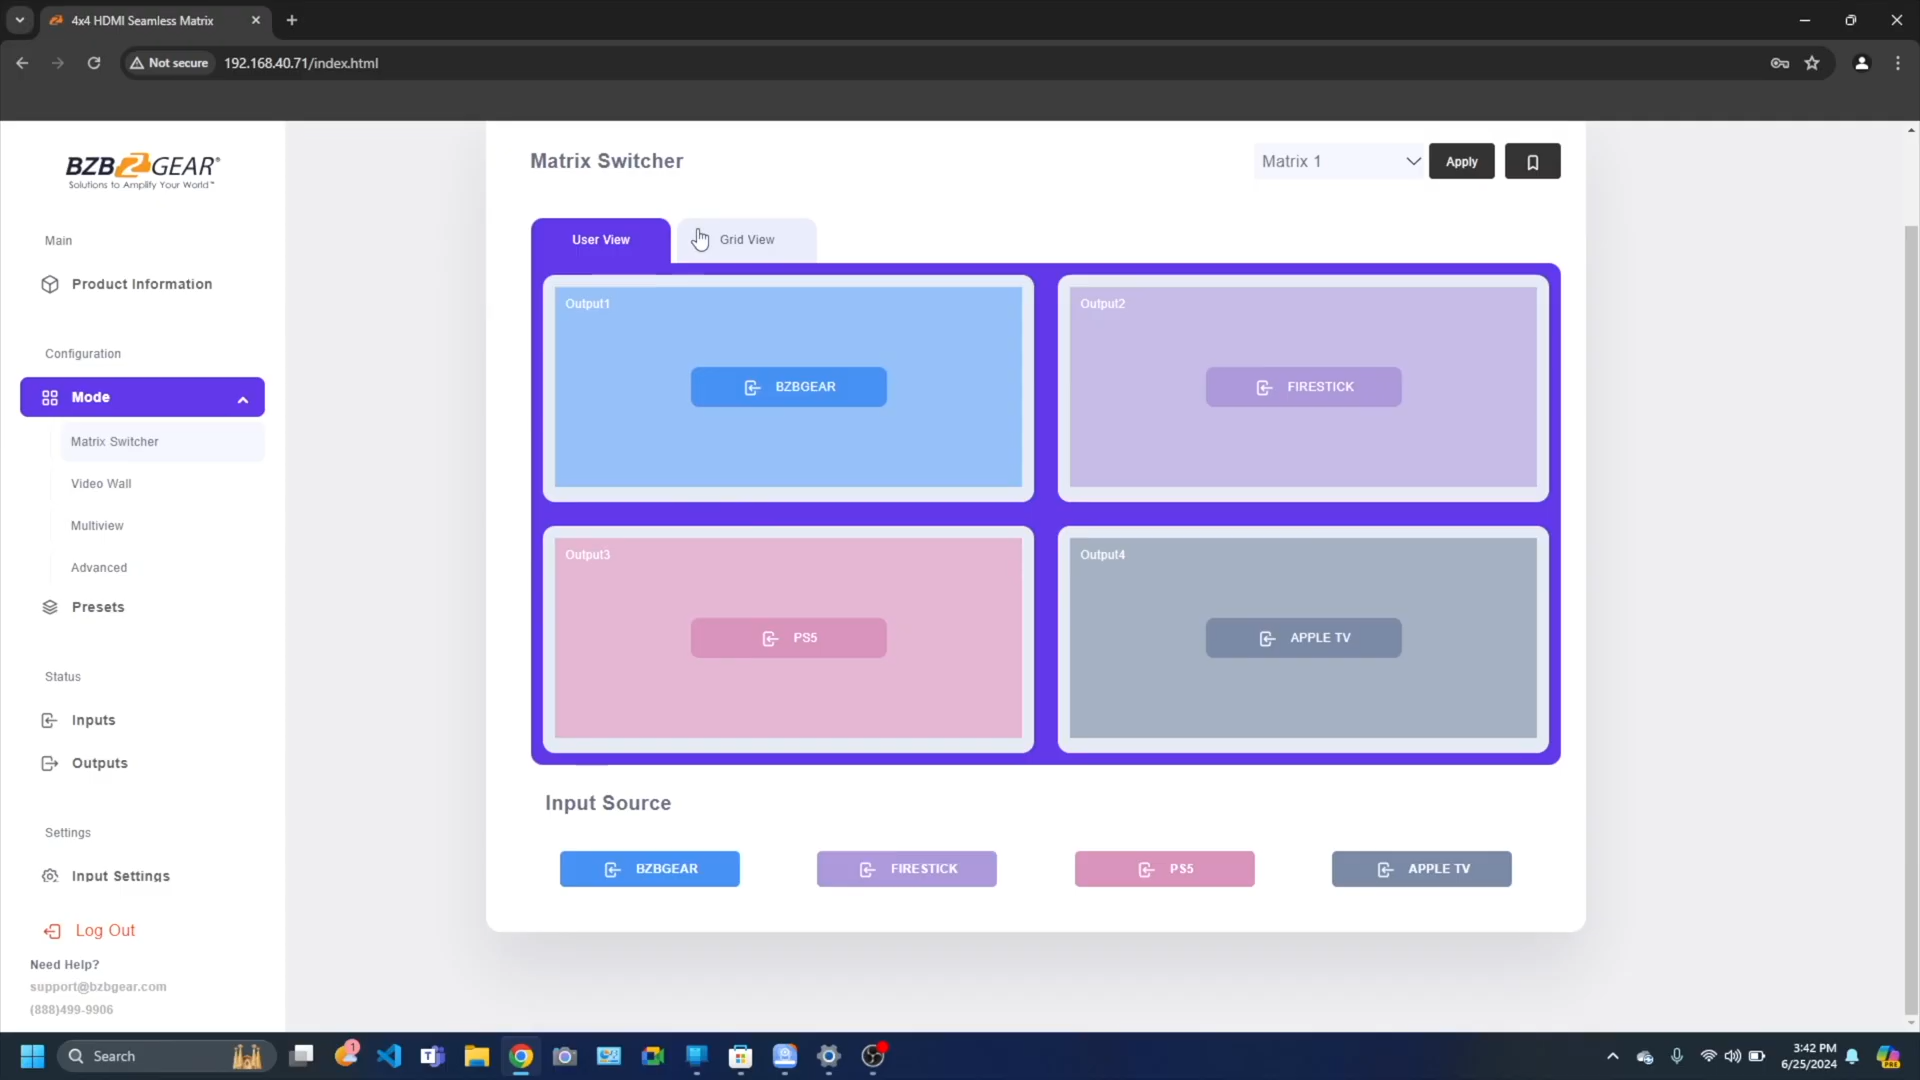 4x4 HDMI Seamless Matrix
Not secure
192.168.40.71/index.html
BZBGEAR®
Solutions to Amplify Your World™
Main
Product Information
Configuration
Mode
Matrix Switcher
Video Wall
Multiview
Advanced
Presets
Status
Inputs
Outputs
Settings
Input Settings
Log Out
Need Help?
support@bzbgear.com
(888)499-9906
Matrix Switcher
Matrix 1
Apply
User View
Grid View
Output1
BZBGEAR
Output2
FIRESTICK
Output3
PS5
Output4
APPLE TV
Input Source
BZBGEAR
FIRESTICK
PS5
APPLE TV
Search
1
3:42 PM
6/25/2024
PRE